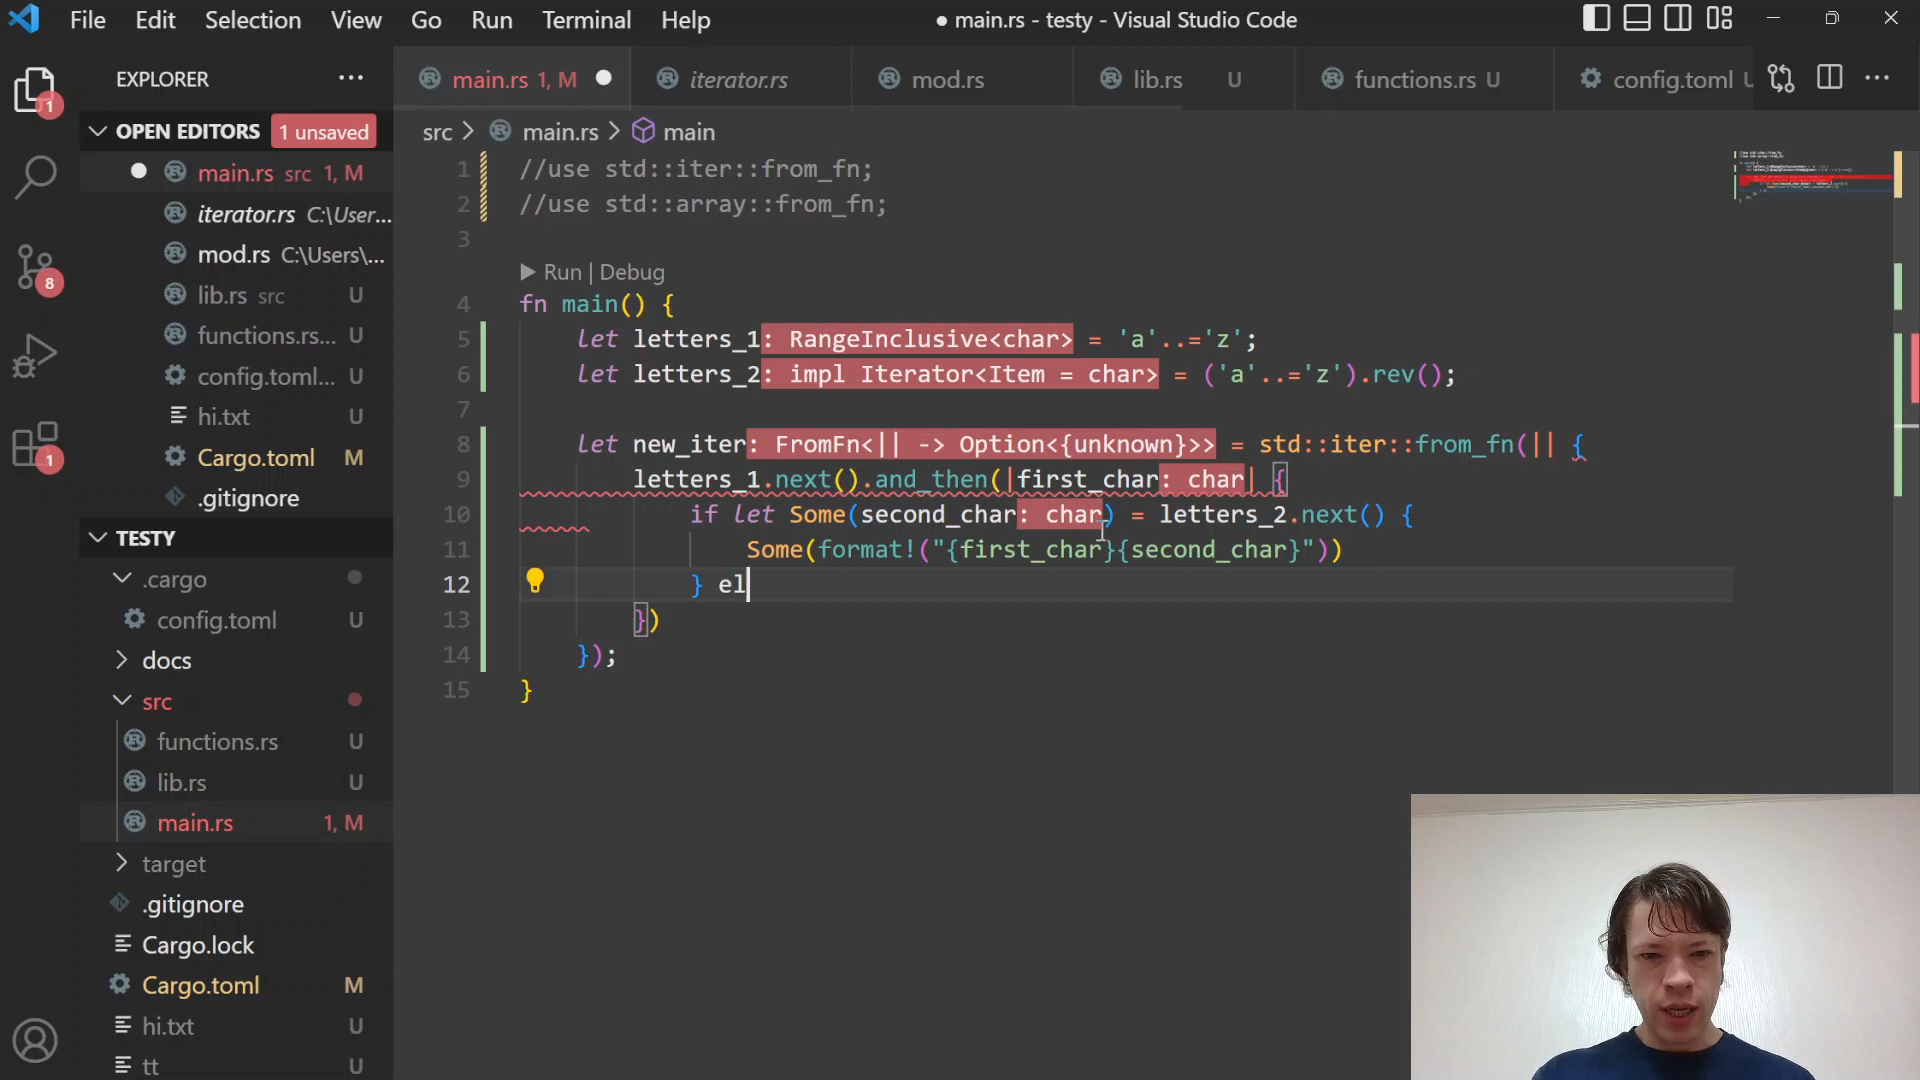 File Edit Selection View Go Run Terminal Help
● main.rs - testy - Visual Studio Code
EXPLORER
OPEN EDITORS 1 unsaved
main.rs src 1, M
iterator.rs C:\User...
mod.rs C:\Users\...
lib.rs src U
functions.rs... U
config.toml... U
hi.txt U
Cargo.toml M
.gitignore
TESTY
.cargo
config.toml U
docs
src
functions.rs U
lib.rs U
main.rs 1, M
target
.gitignore
Cargo.lock
Cargo.toml M
hi.txt U
tt U
1
8
1
main.rs 1, M
iterator.rs
mod.rs
lib.rs U
functions.rs U
config.toml U
src > main.rs > main
1 //use std::iter::from_fn;
2 //use std::array::from_fn;
3
Run | Debug
4 fn main() {
5 let letters_1: RangeInclusive<char> = 'a'..='z';
6 let letters_2: impl Iterator<Item = char> = ('a'..='z').rev();
7
8 let new_iter: FromFn<|| -> Option<{unknown}>> = std::iter::from_fn(|| {
9 letters_1.next().and_then(|first_char: char| {
10 if let Some(second_char: char) = letters_2.next() {
11 Some(format!("{first_char}{second_char}"))
12 } el
13 })
14 });
15 }